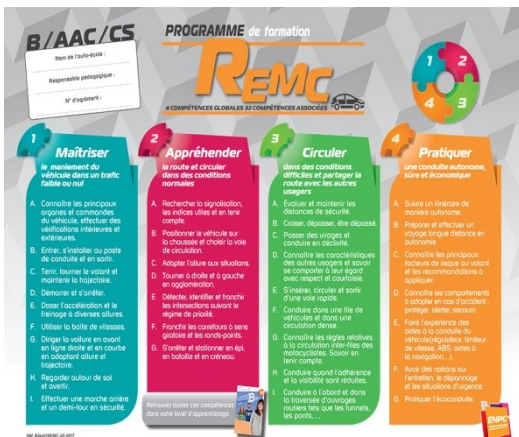 B/AAC/CS
Nom de l'auto-école :
Responsable pédagogique :
N° d'agrément :
PROGRAMME de formation
REMC
4 COMPÉTENCES GLOBALES 32 COMPÉTENCES ASSOCIÉES
1
2
4
3
1
Maîtriser
le maniement du
véhicule dans un trafic
faible ou nul
A. Connaître les principaux
organes et commandes
du véhicule, effectuer des
vérifications intérieures et
extérieures.
B. Entrer, s'installer au poste
de conduite et en sortir.
C. Tenir, tourner le volant et
maintenir la trajectoire.
D. Démarrer et s'arrêter.
E. Doser l'accélération et le
freinage à diverses allures.
F. Utiliser la boîte de vitesses.
G. Diriger la voiture en avant
en ligne droite et en courbe
en adaptant allure et
trajectoire.
H. Regarder autour de soi
et avertir.
I. Effectuer une marche arrière
et un demi-tour en sécurité.
2
Appréhender
la route et circuler
dans des conditions
normales
A. Rechercher la signalisation,
les indices utiles et en tenir
compte.
B. Positionner le véhicule sur
la chaussée et choisir la voie
de circulation.
C. Adapter l'allure aux situations.
D. Tourner à droite et à gauche
en agglomération.
E. Détecter, identifier et franchir
les intersections suivant le
régime de priorité.
F. Franchir les carrefours à sens
giratoire et les ronds-points.
G. S'arrêter et stationner en épi,
en bataille et en créneau.
Retrouvez toutes ces compétences
dans votre livret d'apprentissage.
3
Circuler
dans des conditions
difficiles et partager la
route avec les autres
usagers
A. Évaluer et maintenir les
distances de sécurité.
B. Croiser, dépasser, être dépassé.
C. Passer des virages et
conduire en déclivité.
D. Connaître les caractéristiques
des autres usagers et savoir
se comporter à leur égard
avec respect et courtoisie.
E. S'insérer, circuler et sortir
d'une voie rapide.
F. Conduire dans une file de
véhicules et dans une
circulation dense.
G. Connaître les règles relatives
à la circulation inter-files des
motocyclistes. Savoir en
tenir compte.
H. Conduire quand l'adhérence
et la visibilité sont réduites.
I. Conduire à l'abord et dans
la traversée d'ouvrages
routiers tels que les tunnels,
les ponts,...
4
Pratiquer
une conduite autonome,
sûre et économique
A. Suivre un itinéraire de
manière autonome.
B. Préparer et effectuer un
voyage longue distance en
autonomie.
C. Connaître les principaux
facteurs de risque au volant
et les recommandations à
appliquer.
D. Connaître les comportements
à adopter en cas d'accident :
protéger, alerter, secourir.
E. Faire l'expérience des
aides à la conduite du
véhicule(régulateur, limiteur
de vitesse, ABS, aides à
la navigation...).
F. Avoir des notions sur
l'entretien, le dépannage
et les situations d'urgence.
G. Pratiquer l'écoconduite.
ENPC